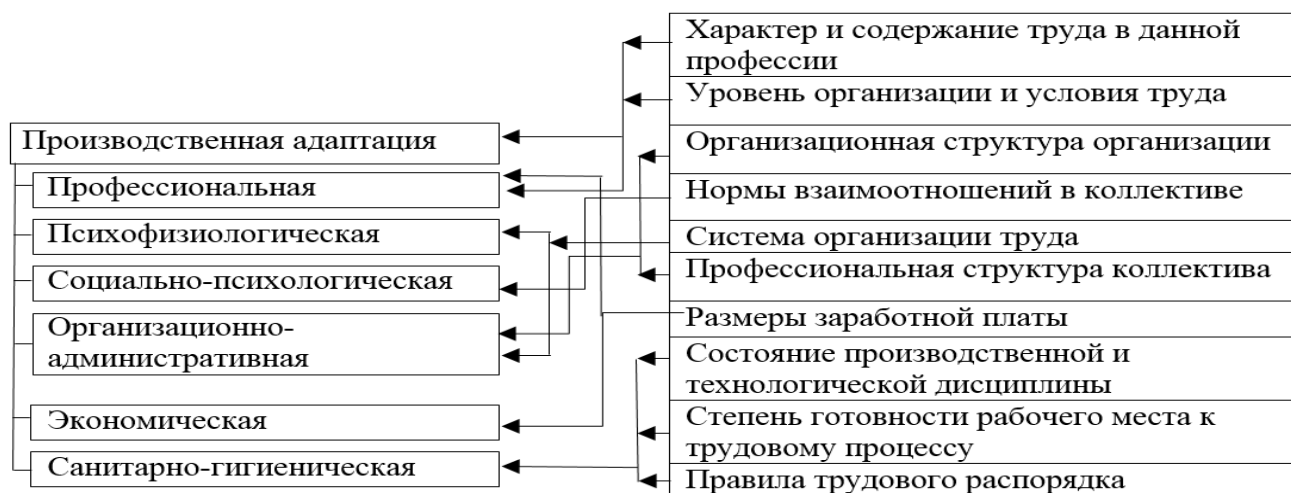 Производственная адаптация
Профессиональная
Психофизиологическая
Социально-психологическая
Организационно-
административная
Экономическая
Санитарно-гигиеническая
Характер и содержание труда в данной
профессии
Уровень организации и условия труда
Организационная структура организации
Нормы взаимоотношений в коллективе
Система организации труда
Профессиональная структура коллектива
Размеры заработной платы
Состояние производственной и
технологической дисциплины
Степень готовности рабочего места к
трудовому процессу
Правила трудового распорядка